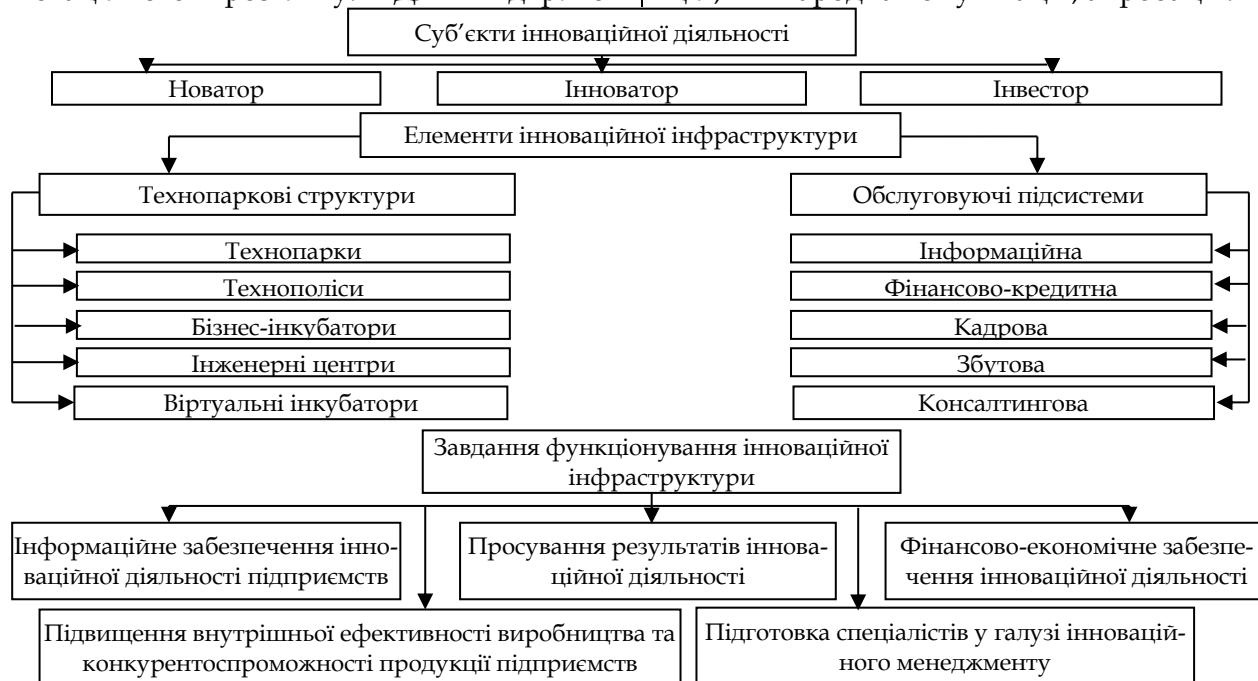 Суб’єкти інноваційної діяльності
Новатор
Інноватор
Інвестор
Елементи інноваційної інфраструктури
Технопаркові структури
Обслуговуючі підсистеми
Технопарки
Інформаційна
Технополіси
Фінансово-кредитна
Бізнес-інкубатори
Кадрова
Інженерні центри
Збутова
Віртуальні інкубатори
Консалтингова
Завдання функціонування інноваційної
інфраструктури
Інформаційне забезпечення інно-
ваційної діяльності підприємств
Просування результатів іннова-
ційної діяльності
Фінансово-економічне забезпе-
чення інноваційної діяльності
Підвищення внутрішньої ефективності виробництва та
конкурентоспроможності продукції підприємств
Підготовка спеціалістів у галузі інновацій-
ного менеджменту